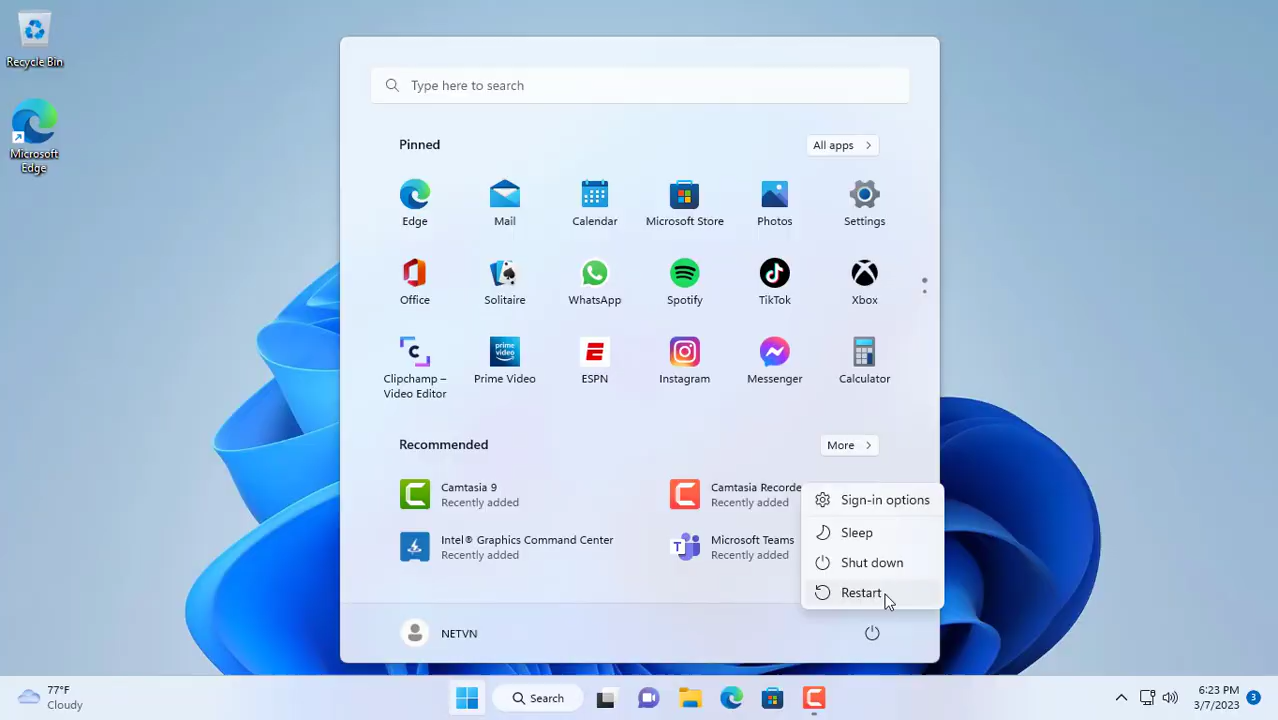 Recycle Bin
Microsoft
Edge
Type here to search
Pinned
All apps
Edge
Mail
Calendar
Microsoft Store
Photos
Settings
Office
Solitaire
WhatsApp
Spotify
TikTok
Xbox
prime
video
Clipchamp –
Video Editor
Prime Video
ESPN
Instagram
Messenger
Calculator
Recommended
More
Camtasia 9
Recently added
Camtasia Recorde
Recently added
Intel® Graphics Command Center
Recently added
Microsoft Teams
Recently added
Sign-in options
Sleep
Shut down
Restart
NETVN
77°F
Cloudy
Search
6:23 PM
3/7/2023
3